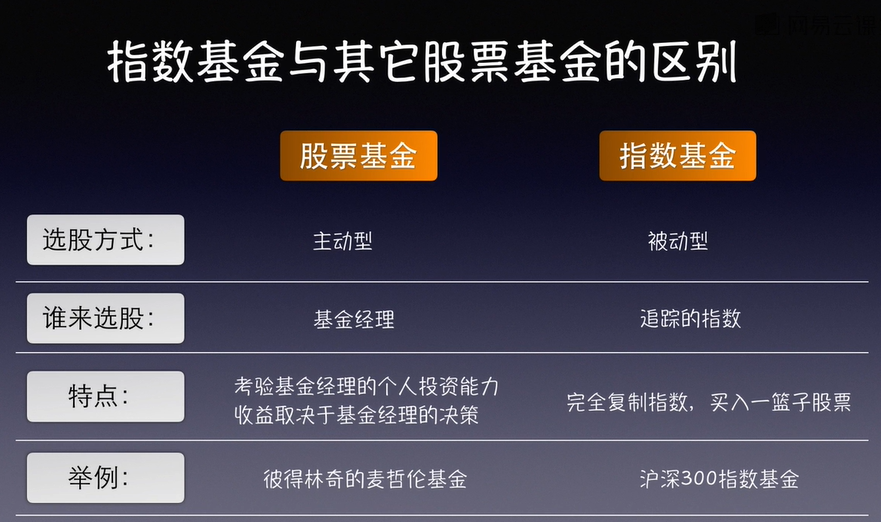 指数基金与其它股票基金的区别
股票基金 指数基金
选股方式： 主动型 被动型
谁来选股： 基金经理 追踪的指数
特点： 考验基金经理的个人投资能力
收益取决于基金经理的决策
完全复制指数，买入一篮子股票
举例： 彼得林奇的麦哲伦基金 沪深300指数基金